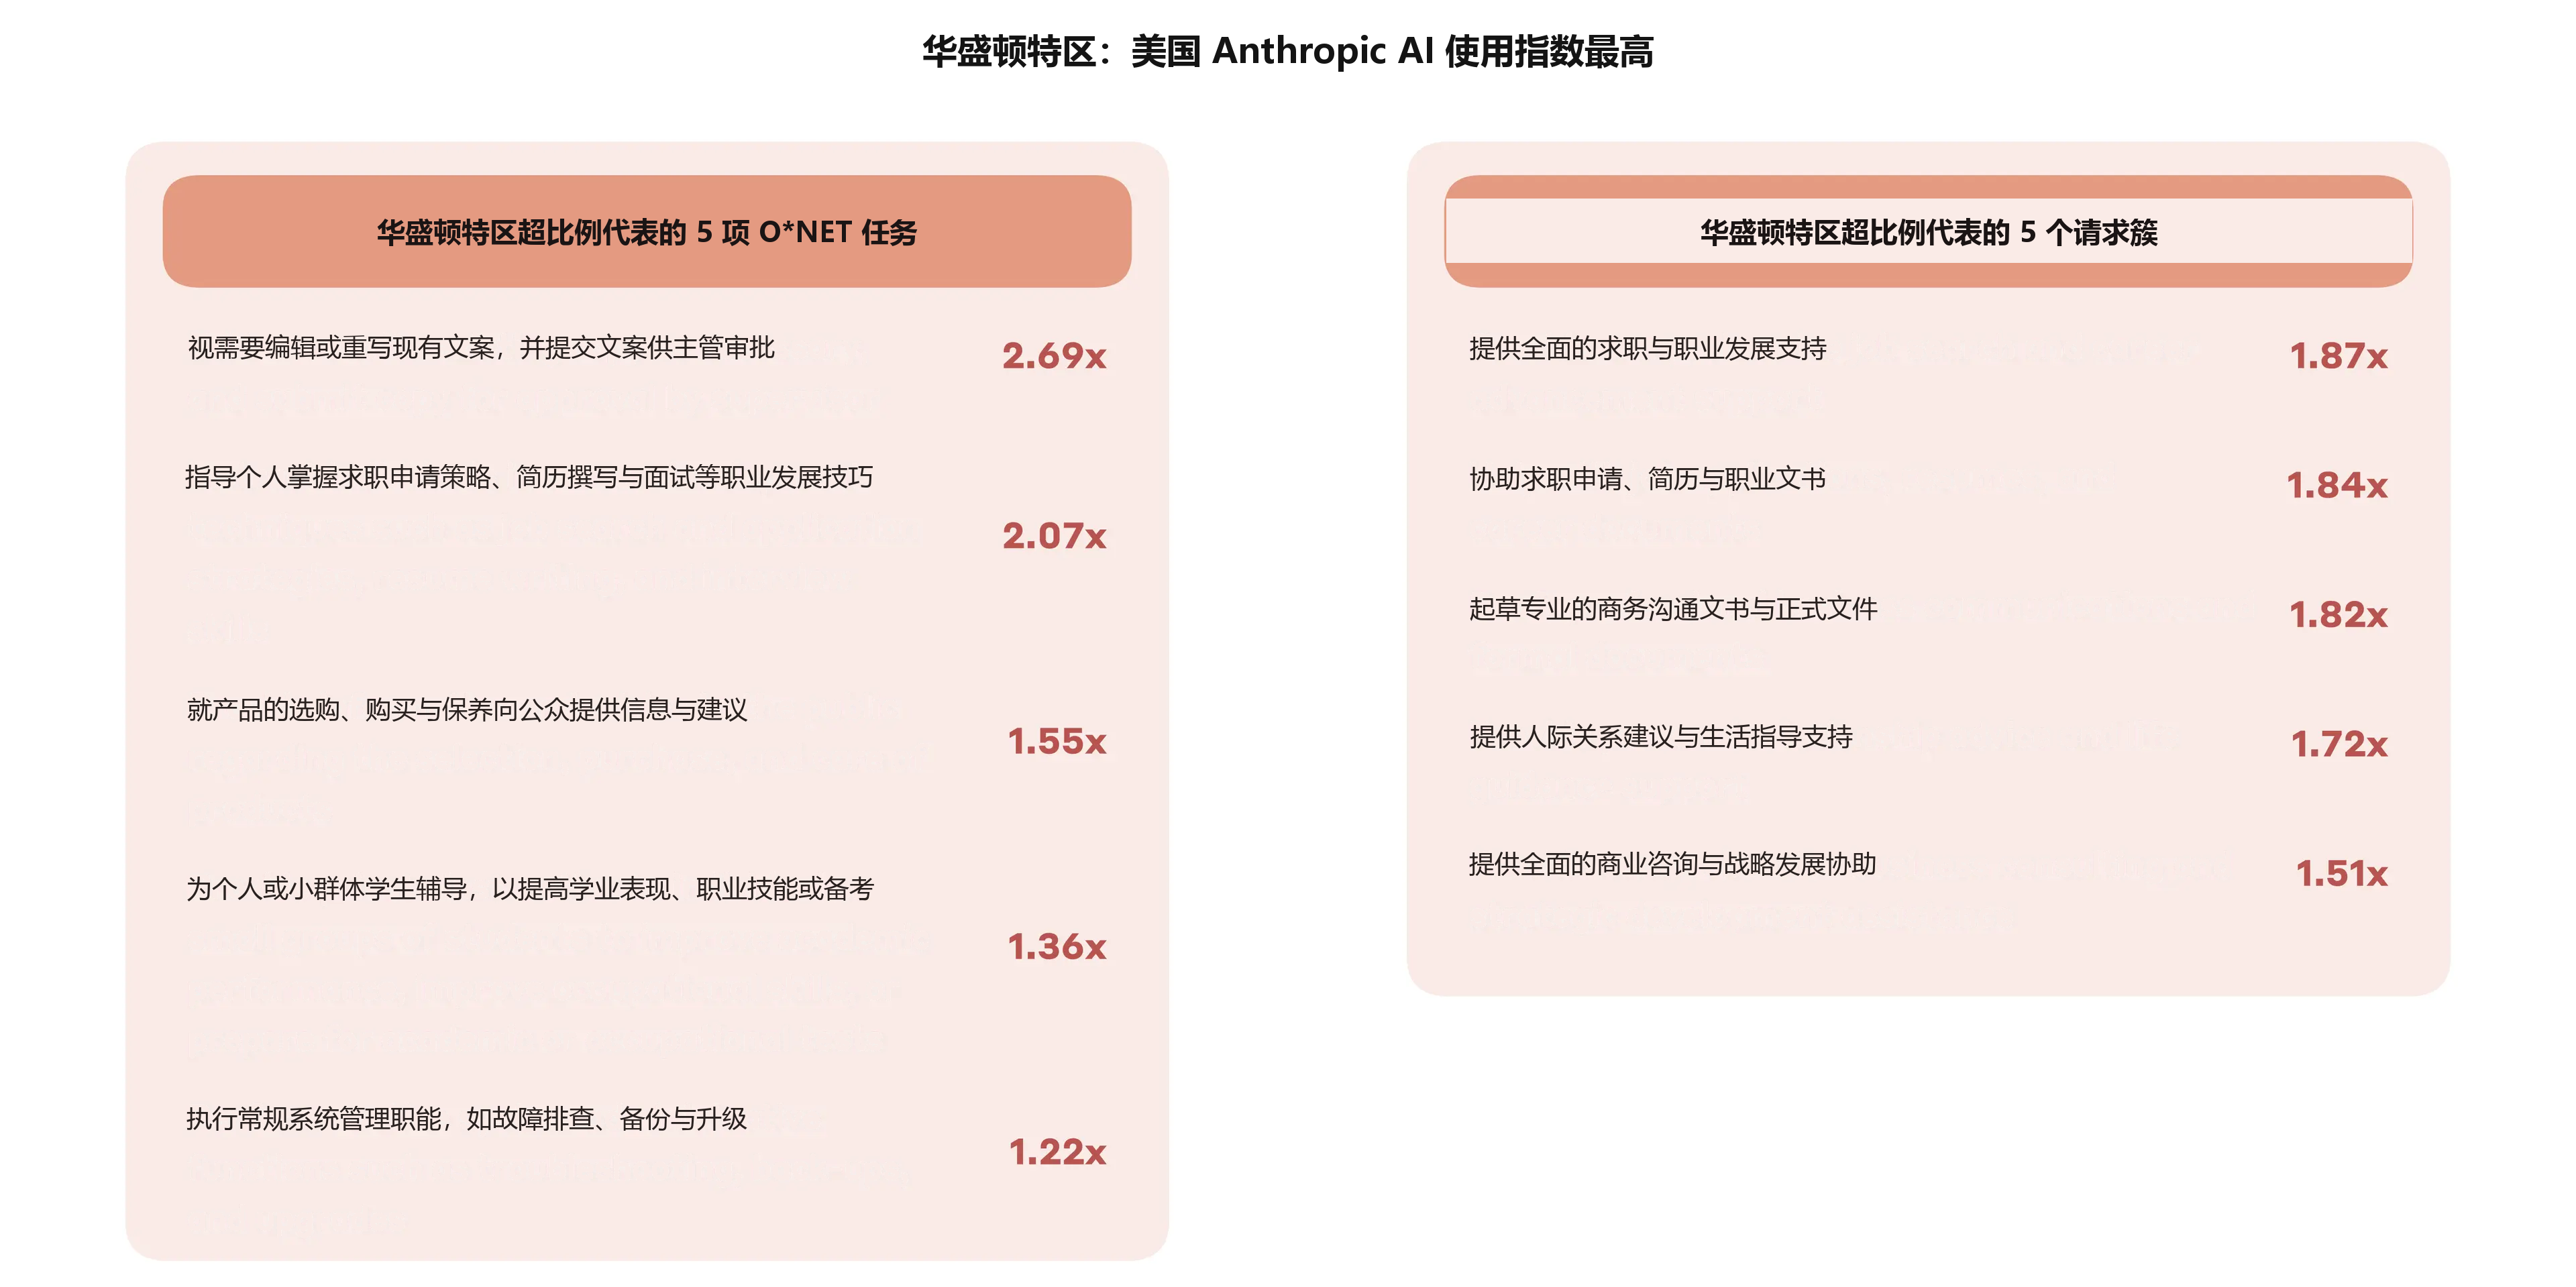 华盛顿特区：美国 Anthropic AI 使用指数最高
华盛顿特区超比例代表的 5 项 O*NET 任务
视需要编辑或重写现有文案，并提交文案供主管审批
2.69x
指导个人掌握求职申请策略、简历撰写与面试等职业发展技巧
2.07x
就产品的选购、购买与保养向公众提供信息与建议
1.55x
为个人或小群体学生辅导，以提高学业表现、职业技能或备考
1.36x
执行常规系统管理职能，如故障排查、备份与升级
1.22x
华盛顿特区超比例代表的 5 个请求簇
提供全面的求职与职业发展支持
1.87x
协助求职申请、简历与职业文书
1.84x
起草专业的商务沟通文书与正式文件
1.82x
提供人际关系建议与生活指导支持
1.72x
提供全面的商业咨询与战略发展协助
1.51x